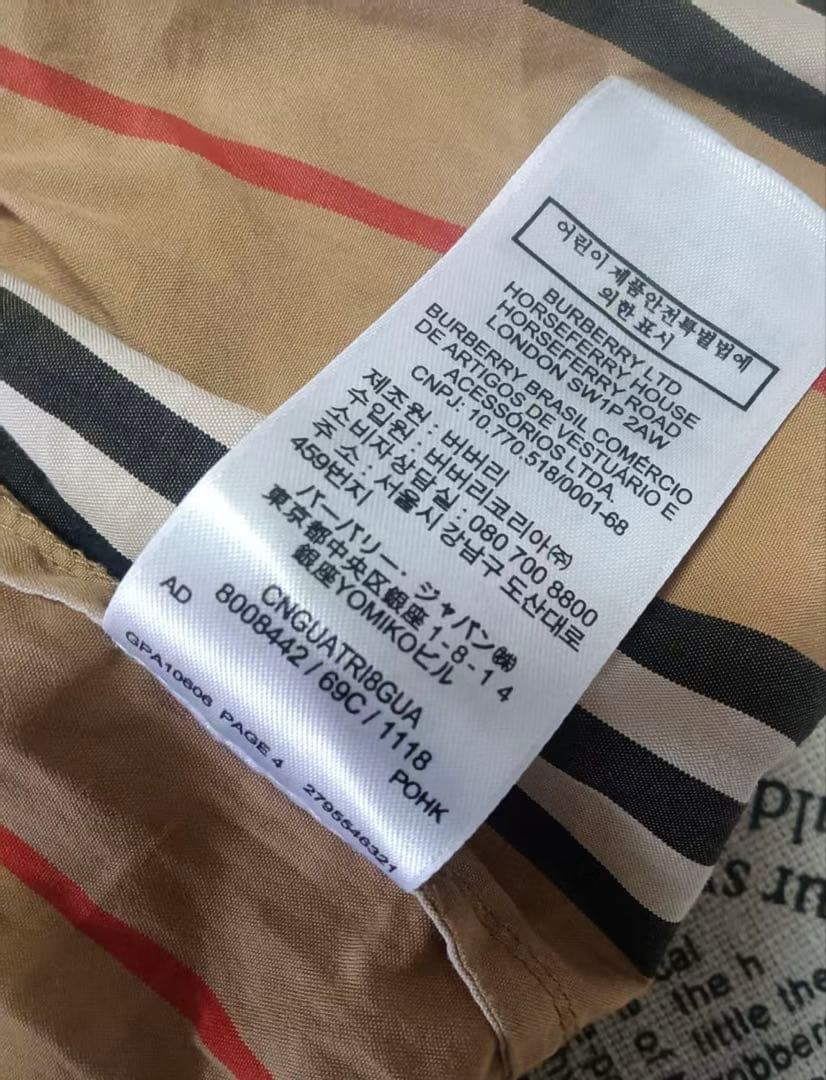 어린이 제품안전특별법에
의한 표시
BURBERRY LTD
HORSEFERRY HOUSE
HORSEFERRY ROAD
LONDON SW1P 2AW
BURBERRY BRASIL COMÉRCIO
DE ARTIGOS DE VESTUÁRIO E
ACESSÓRIOS LTDA.
CNPJ: 10.770.518/0001-68
제조원 : 버버리
수입원 : 버버리코리아㈜
소비자상담실 : 080 700 8800
주 소 : 서울시 강남구 도산대로
459번지
バーバリー・ジャパン㈱
東京都中央区銀座 1-8-14
銀座YOMIKOビル
CNGUATRI8GUA
AD 8008442 / 69C / 1118
POHK
GPA10606 PAGE 4 2795546321
the h
little the